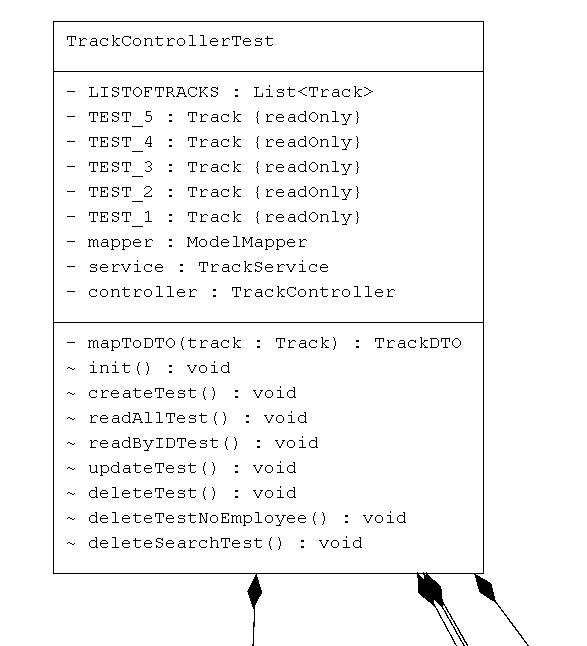 TrackControllerTest
- LISTOFTRACKS : List<Track>
- TEST_5 : Track {readOnly}
- TEST_4 : Track {readOnly}
- TEST_3 : Track {readOnly}
- TEST_2 : Track {readOnly}
- TEST_1 : Track {readOnly}
- mapper : ModelMapper
- service : TrackService
- controller : TrackController
- mapToDTO(track : Track) : TrackDTO
~ init() : void
~ createTest() : void
~ readAllTest() : void
~ readByIDTest() : void
~ updateTest() : void
~ deleteTest() : void
~ deleteTestNoEmployee() : void
~ deleteSearchTest() : void